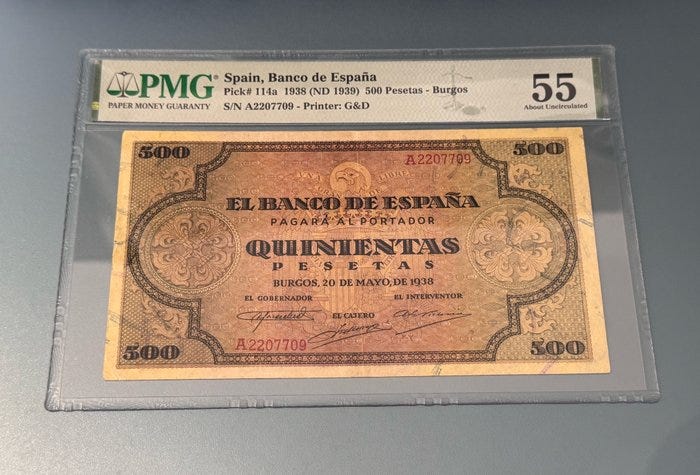 PMG
PAPER MONEY GUARANTY
Spain, Banco de España
Pick# 114a 1938 (ND 1939) 500 Pesetas - Burgos
S/N A2207709 - Printer: G&D
55
About Uncirculated
500
A2207709
500
EL BANCO DE ESPAÑA
PAGARÁ AL PORTADOR
QUINIENTAS
PESETAS
BURGOS, 20 DE MAYO, DE 1938
EL GOBERNADOR
EL INTERVENTOR
EL CAJERO
A2207709
500
500